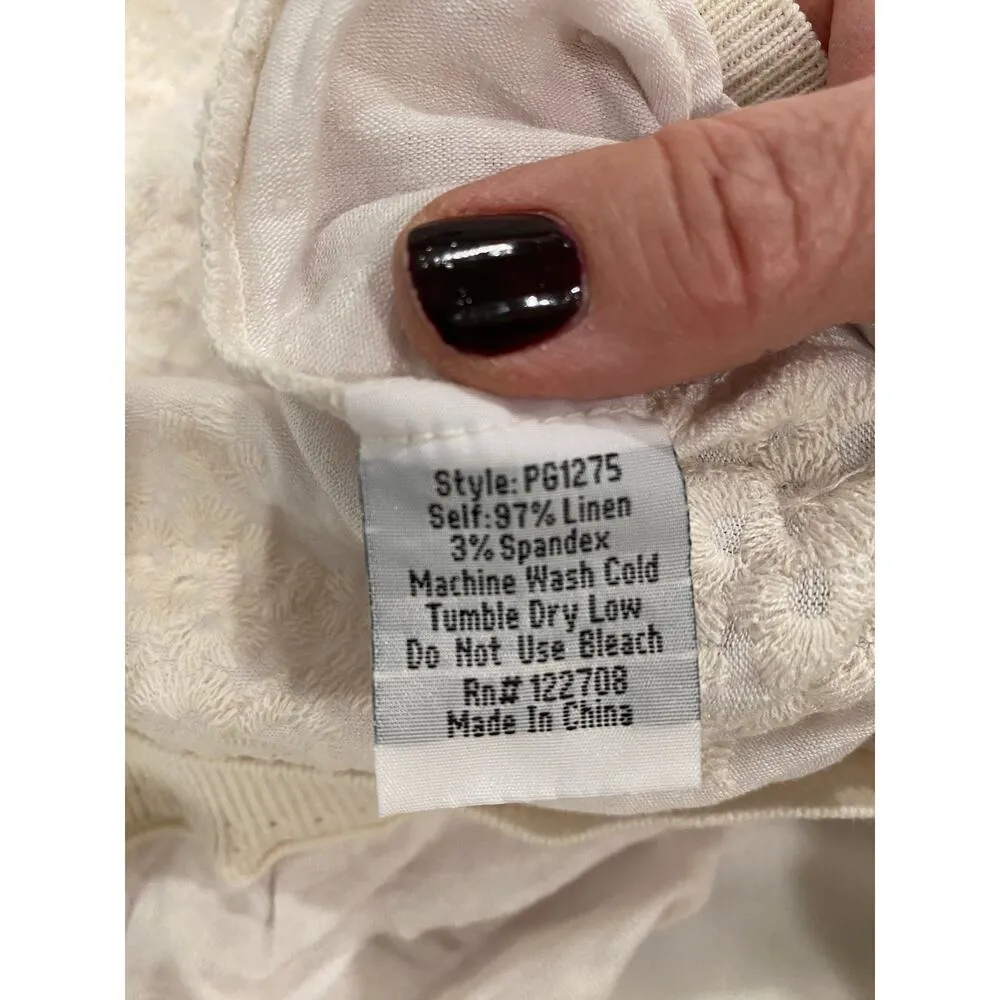 Style: PG1275
Self:97% Linen
3% Spandex
Machine Wash Cold
Tumble Dry Low
Do Not Use Bleach
Rn# 122708
Made In China